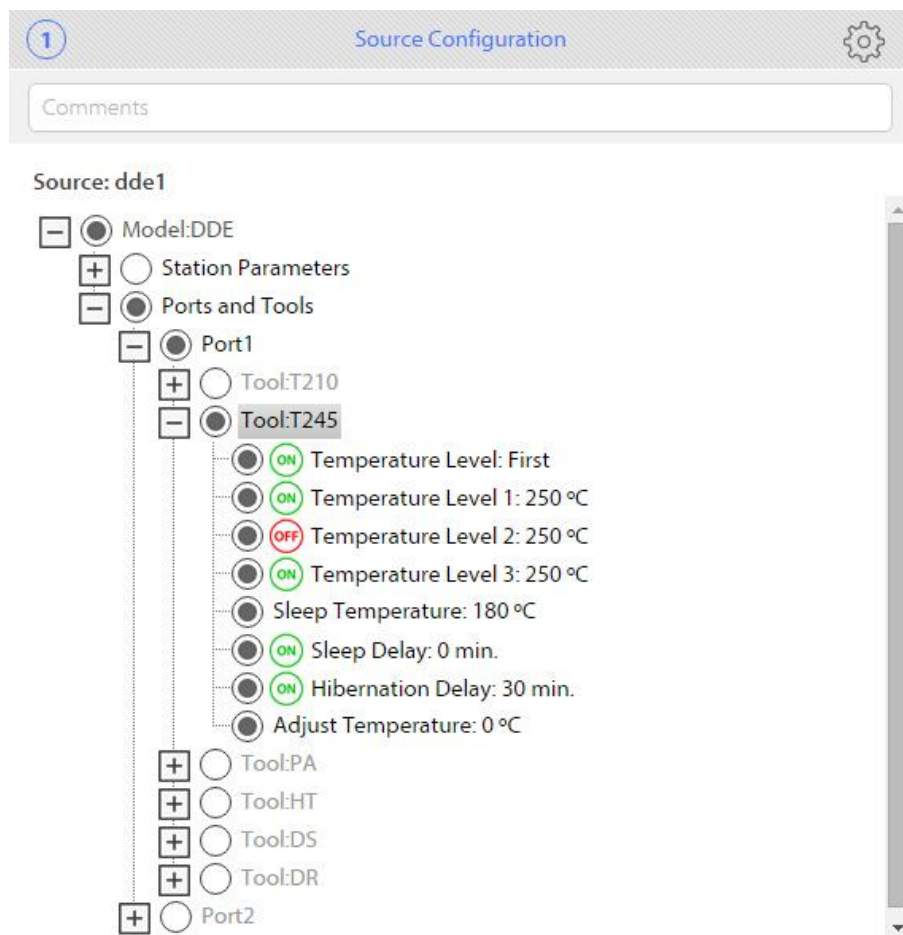 1 Source Configuration
Comments
Source: dde1
Model:DDE
Station Parameters
Ports and Tools
Port1
Tool:T210
Tool:T245
ON Temperature Level: First
ON Temperature Level 1: 250 ºC
OFF Temperature Level 2: 250 ºC
ON Temperature Level 3: 250 ºC
Sleep Temperature: 180 ºC
ON Sleep Delay: 0 min.
ON Hibernation Delay: 30 min.
Adjust Temperature: 0 ºC
Tool:PA
Tool:HT
Tool:DS
Tool:DR
Port2